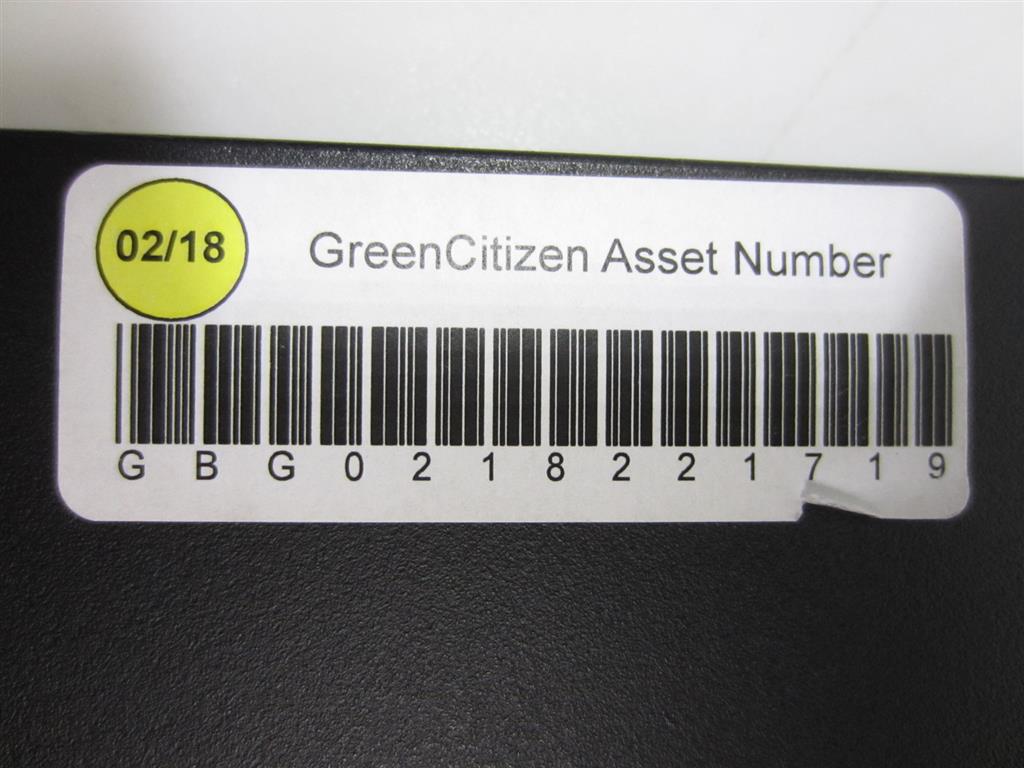 02/18
GreenCitizen Asset Number
GBG0218221719